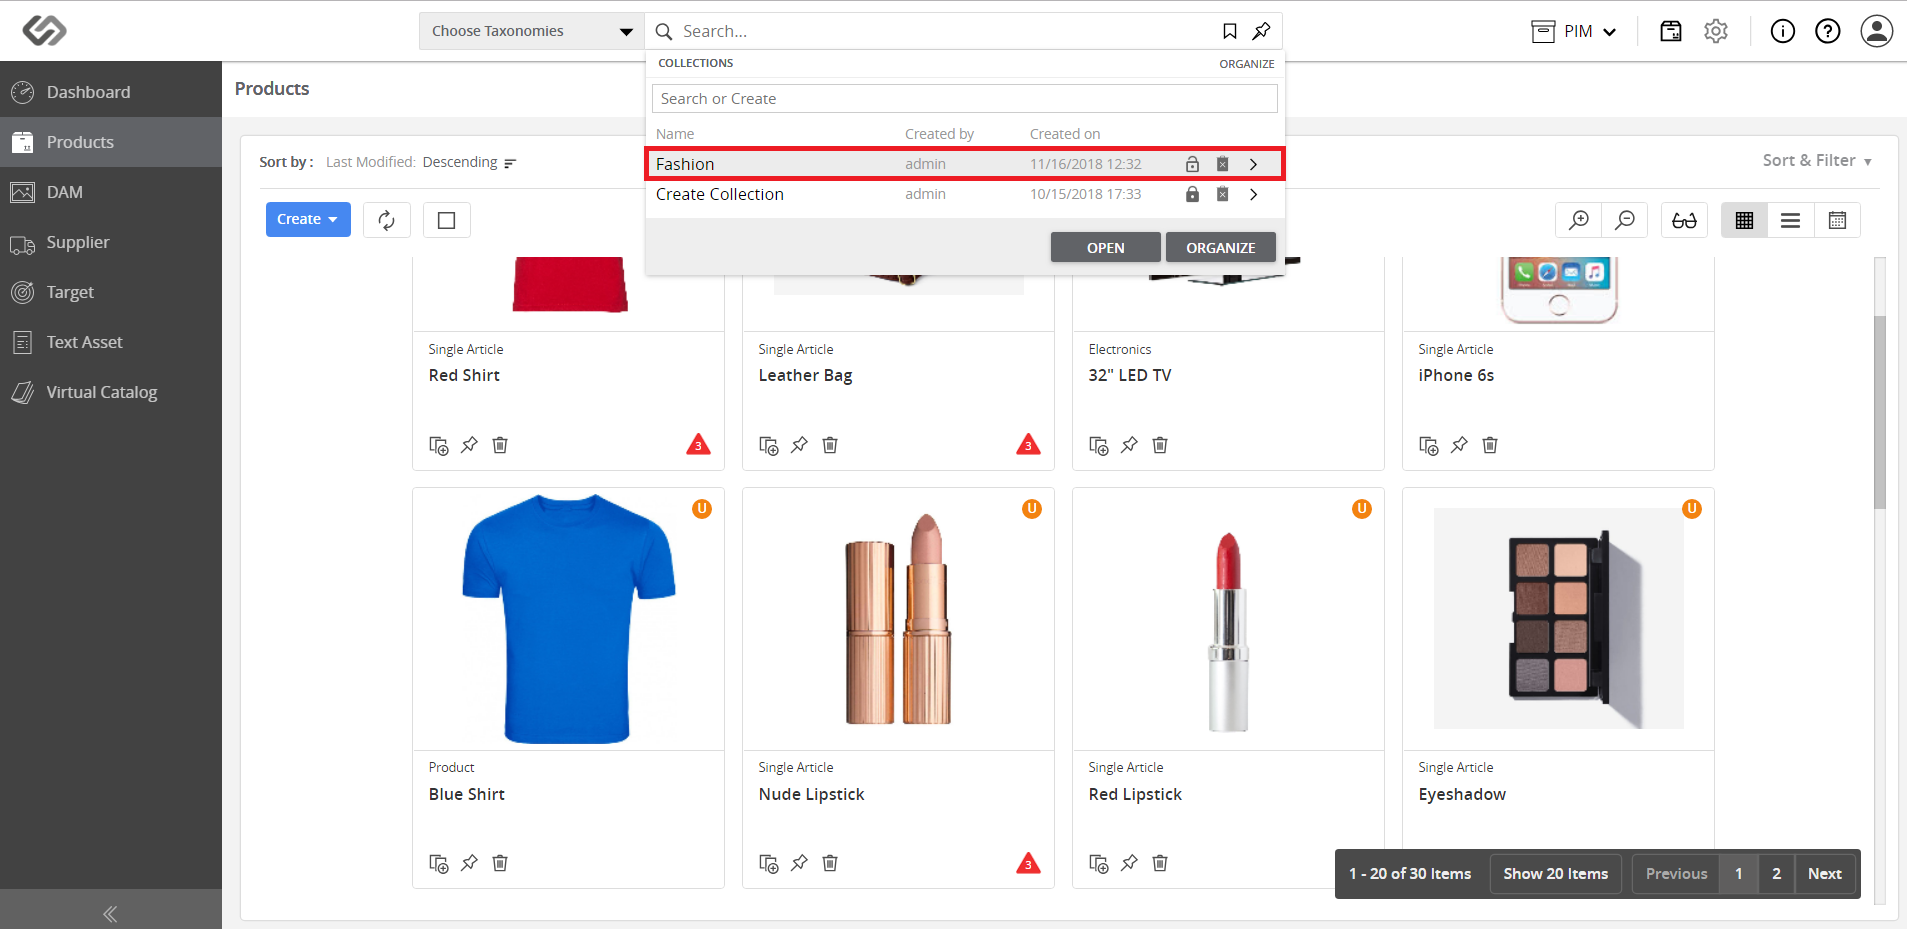 Choose Taxonomies
Search...
PIM
COLLECTIONS
ORGANIZE
Search or Create
Name Created by Created on
Fashion admin 11/16/2018 12:32
Create Collection admin 10/15/2018 17:33
OPEN
ORGANIZE
Dashboard
Products
DAM
Supplier
Target
Text Asset
Virtual Catalog
Products
Sort by : Last Modified: Descending
Sort & Filter
Create
Single Article
Red Shirt
3
Single Article
Leather Bag
3
Electronics
32" LED TV
Single Article
iPhone 6s
U
Product
Blue Shirt
U
Single Article
Nude Lipstick
3
U
Single Article
Red Lipstick
U
Single Article
Eyeshadow
1 - 20 of 30 Items
Show 20 Items
Previous 1 2 Next